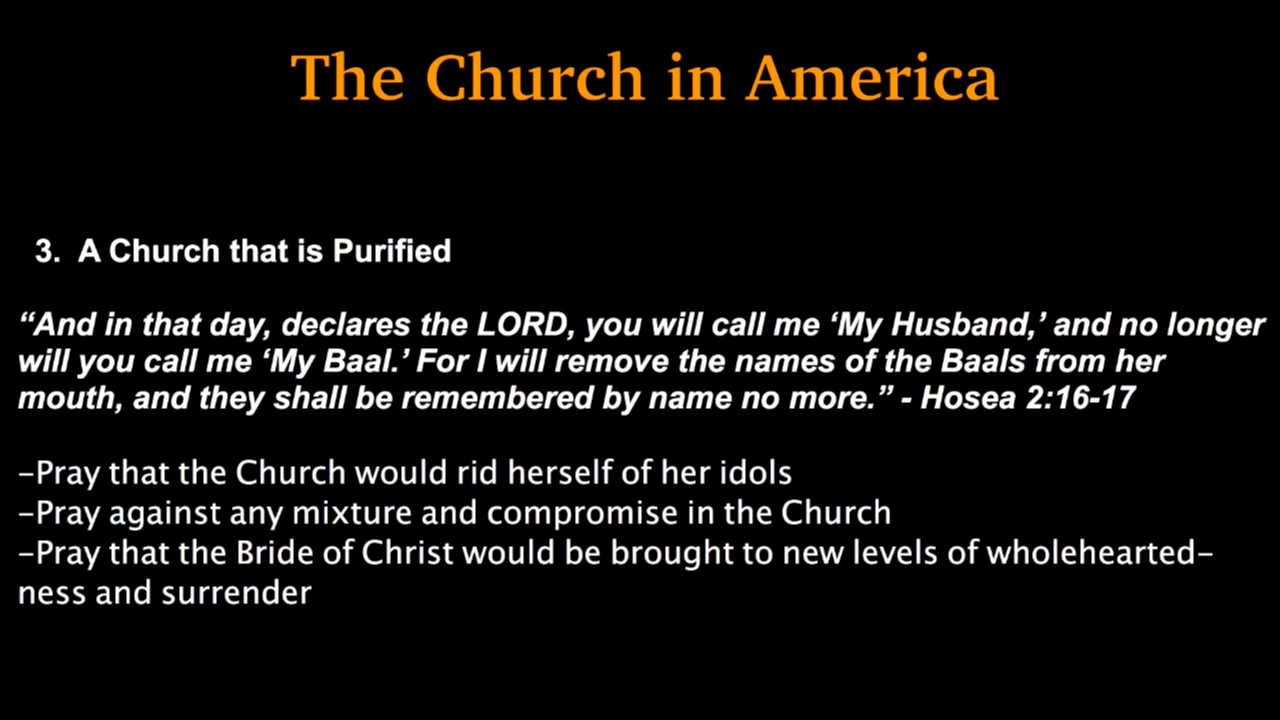 The Church in America
3. A Church that is Purified
“And in that day, declares the LORD, you will call me ‘My Husband,’ and no longer
will you call me ‘My Baal.’ For I will remove the names of the Baals from her
mouth, and they shall be remembered by name no more.” - Hosea 2:16-17
–Pray that the Church would rid herself of her idols
–Pray against any mixture and compromise in the Church
–Pray that the Bride of Christ would be brought to new levels of wholehearted–
ness and surrender